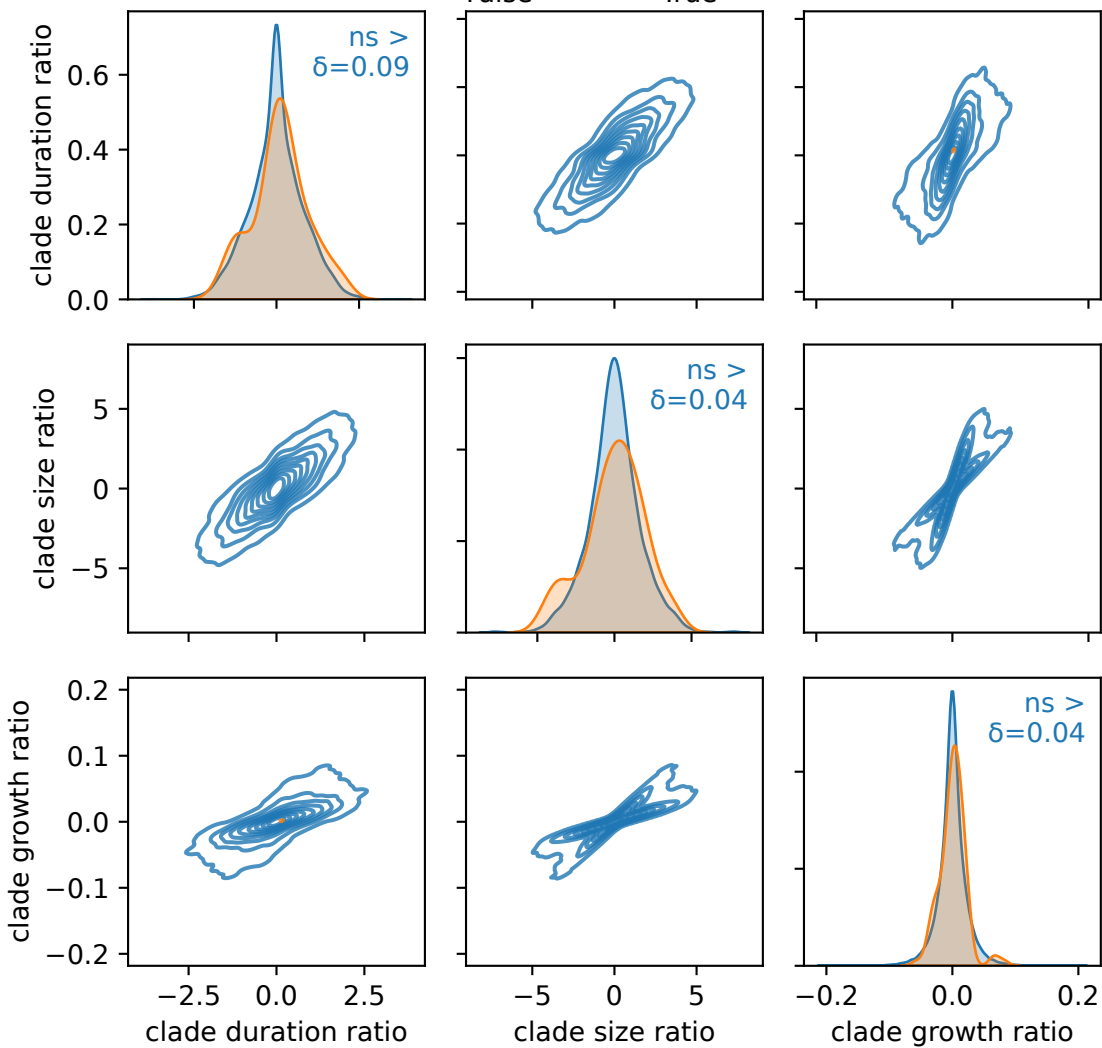 False True
clade duration ratio
0.6
0.4
0.2
0.0
ns >
δ=0.09
clade size ratio
5
0
−5
ns >
δ=0.04
clade growth ratio
0.2
0.1
0.0
−0.1
−0.2
ns >
δ=0.04
−2.5 0.0 2.5
clade duration ratio
−5 0 5
clade size ratio
−0.2 0.0 0.2
clade growth ratio